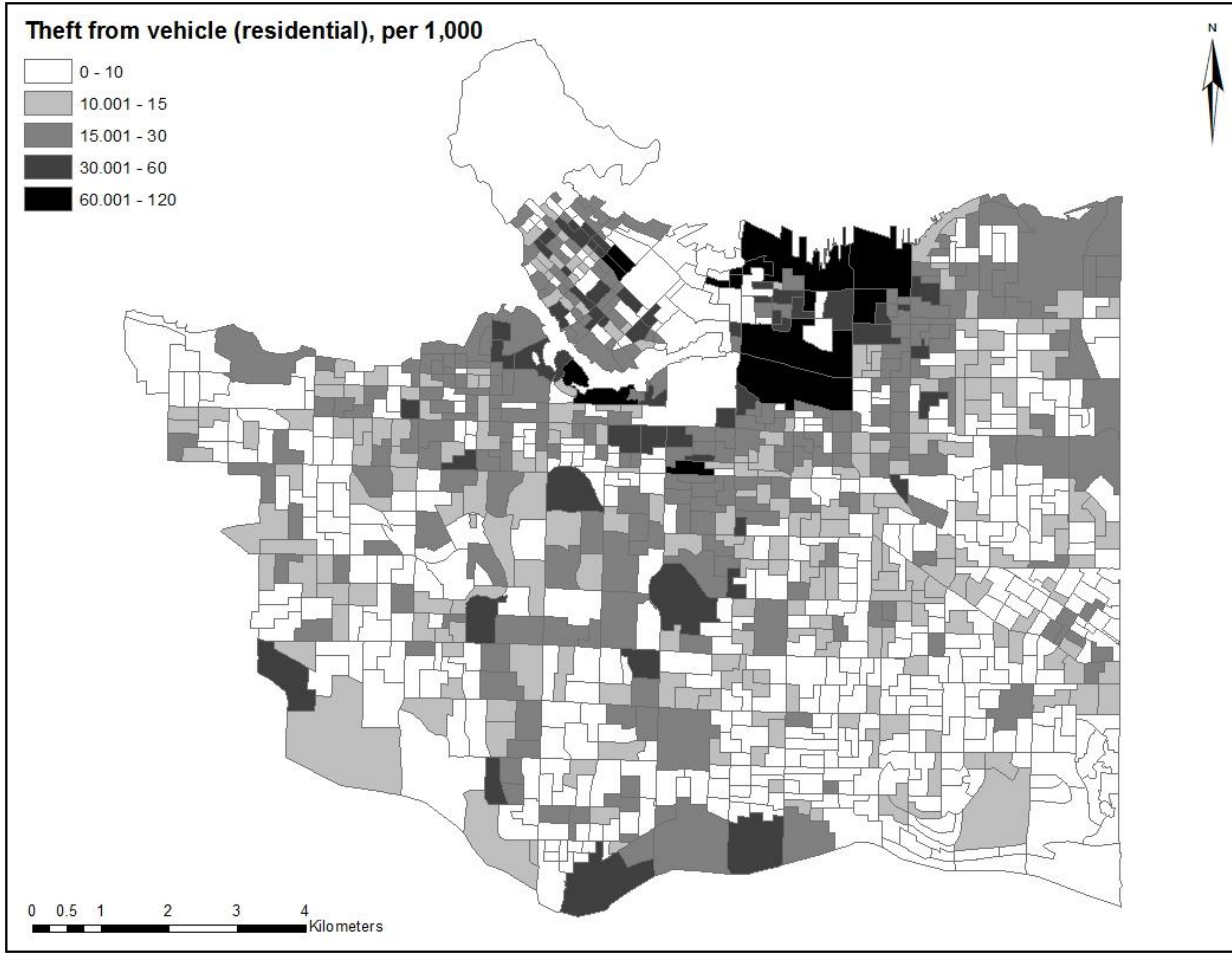 Theft from vehicle (residential), per 1,000
0 - 10
10.001 - 15
15.001 - 30
30.001 - 60
60.001 - 120
N
0 0.5 1 2 3 4
Kilometers